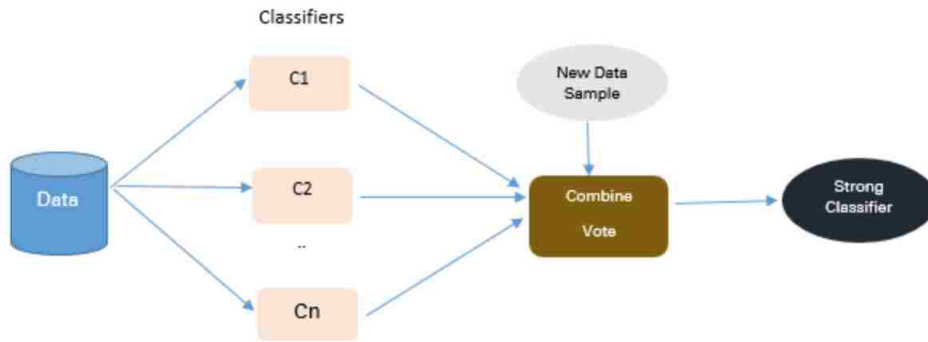 Classifiers
C1
New Data
Sample
Data
C2
Combine
Vote
Strong
Classifier
..
Cn